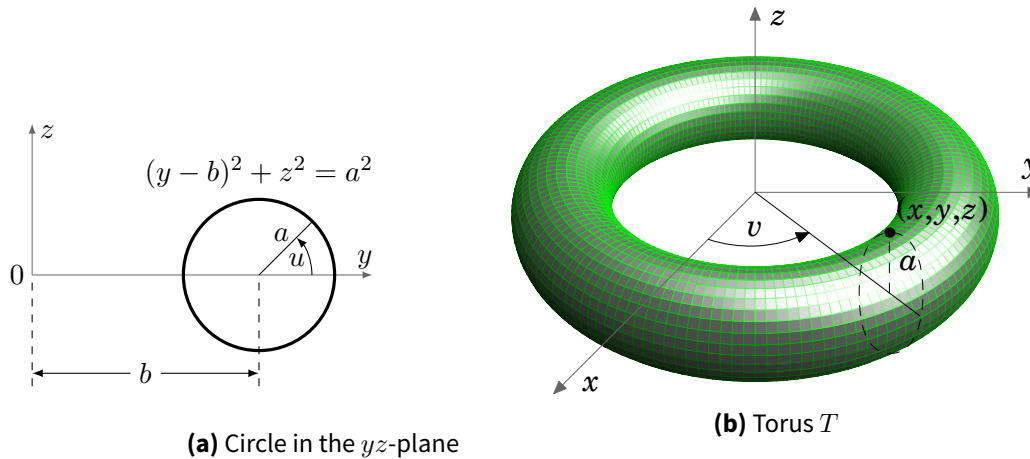 z
(y − b)² + z² = a²
a
u
y
0
b
(a) Circle in the yz-plane
z
y
(x,y,z)
v
a
x
(b) Torus T